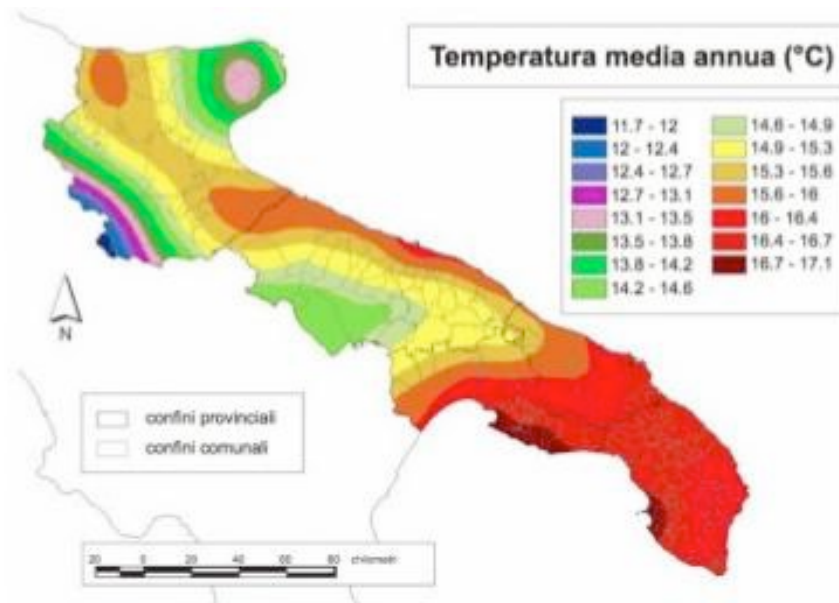 Temperatura media annua (°C)
11.7 - 12
12 - 12.4
12.4 - 12.7
12.7 - 13.1
13.1 - 13.5
13.5 - 13.8
13.8 - 14.2
14.2 - 14.6
14.6 - 14.9
14.9 - 15.3
15.3 - 15.6
15.6 - 16
16 - 16.4
16.4 - 16.7
16.7 - 17.1
N
confini provinciali
confini comunali
20 0 20 40 60 80 chilometri